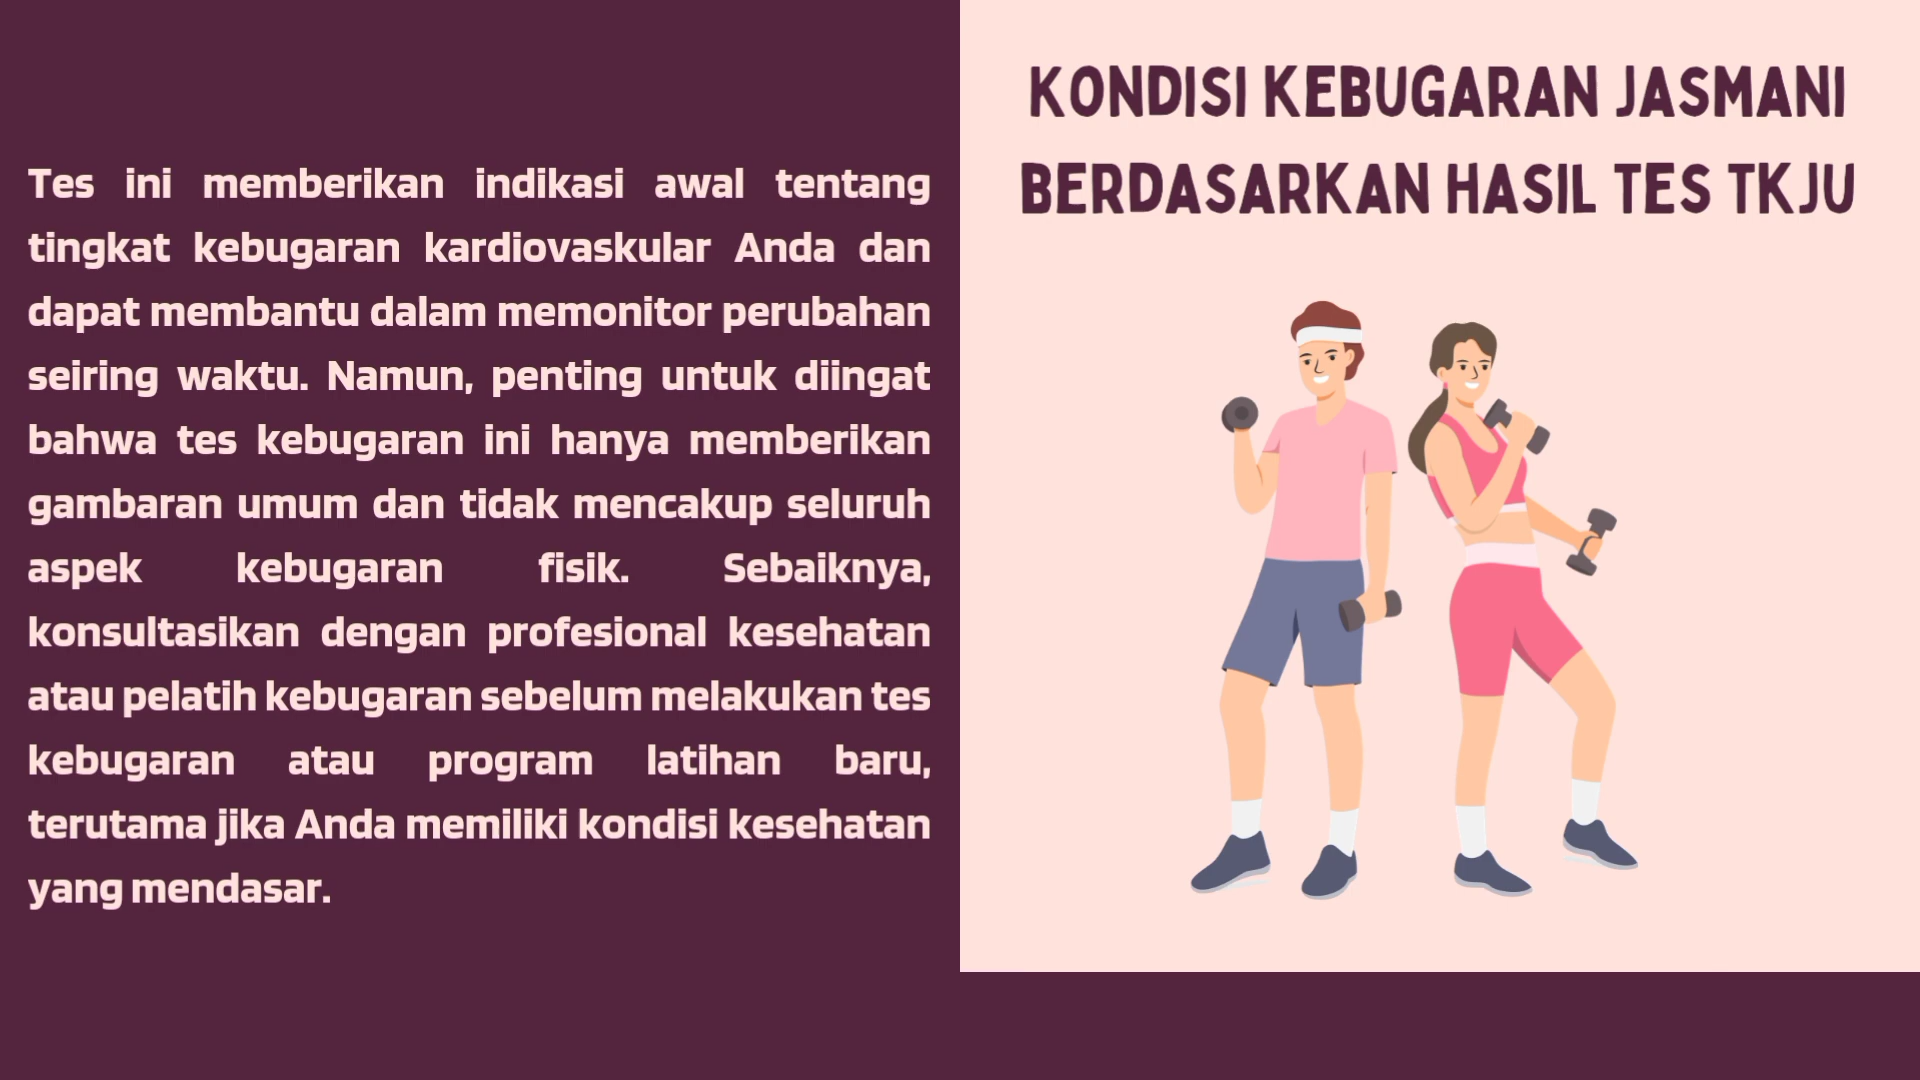 KONDISI KEBUGARAN JASMANI
BERDASARKAN HASIL TES TKJU
Tes ini memberikan indikasi awal tentang
tingkat kebugaran kardiovaskular Anda dan
dapat membantu dalam memonitor perubahan
seiring waktu. Namun, penting untuk diingat
bahwa tes kebugaran ini hanya memberikan
gambaran umum dan tidak mencakup seluruh
aspek kebugaran fisik. Sebaiknya,
konsultasikan dengan profesional kesehatan
atau pelatih kebugaran sebelum melakukan tes
kebugaran atau program latihan baru,
terutama jika Anda memiliki kondisi kesehatan
yang mendasar.